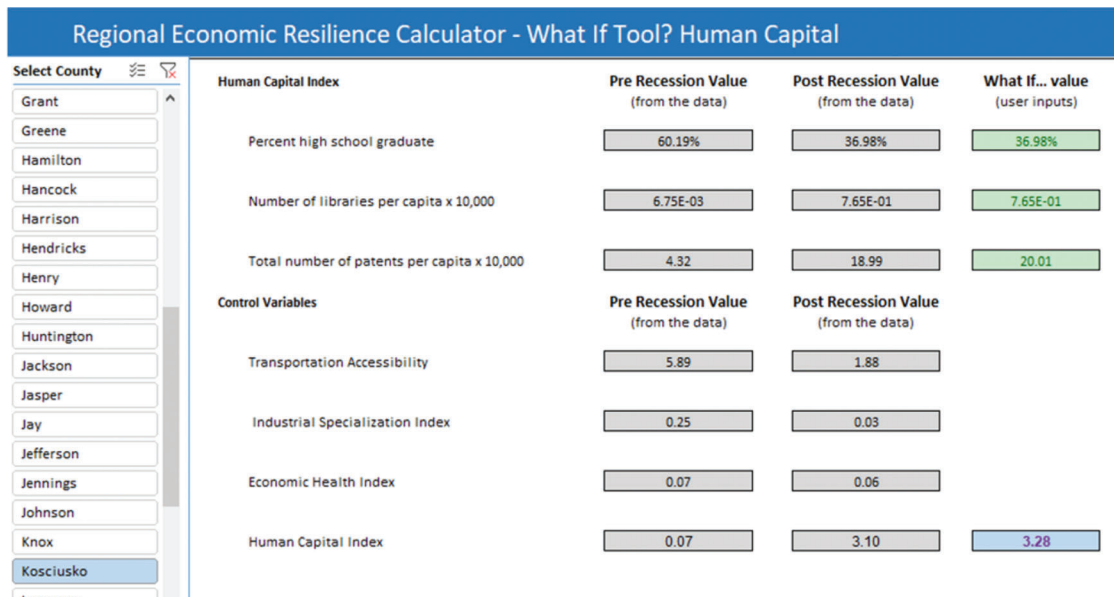 Regional Economic Resilience Calculator - What If Tool? Human Capital
Select County
Grant
Greene
Hamilton
Hancock
Harrison
Hendricks
Henry
Howard
Huntington
Jackson
Jasper
Jay
Jefferson
Jennings
Johnson
Knox
Kosciusko
Human Capital Index Pre Recession Value Post Recession Value What If... value
(from the data) (from the data) (user inputs)
Percent high school graduate 60.19% 36.98% 36.98%
Number of libraries per capita x 10,000 6.75E-03 7.65E-01 7.65E-01
Total number of patents per capita x 10,000 4.32 18.99 20.01
Control Variables Pre Recession Value Post Recession Value
(from the data) (from the data)
Transportation Accessibility 5.89 1.88
Industrial Specialization Index 0.25 0.03
Economic Health Index 0.07 0.06
Human Capital Index 0.07 3.10 3.28